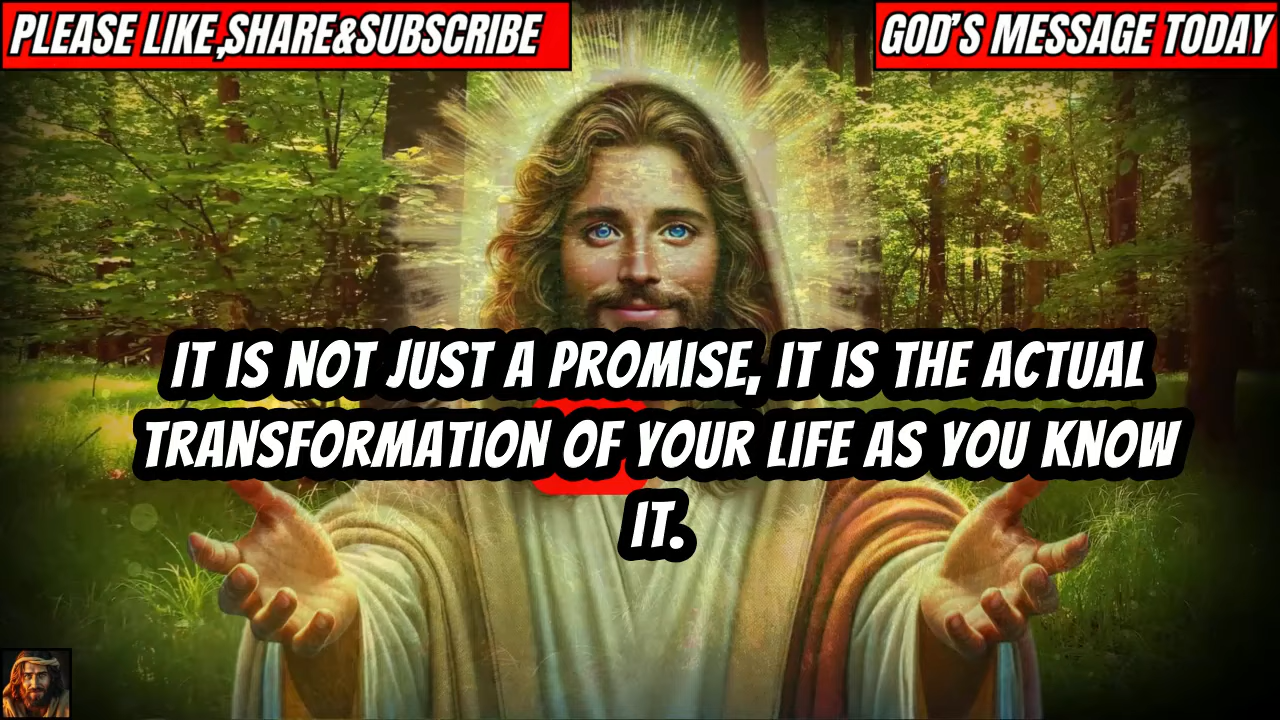 PLEASE LIKE,SHARE&SUBSCRIBE
GOD'S MESSAGE TODAY
IT IS NOT JUST A PROMISE, IT IS THE ACTUAL
TRANSFORMATION OF YOUR LIFE AS YOU KNOW
IT.